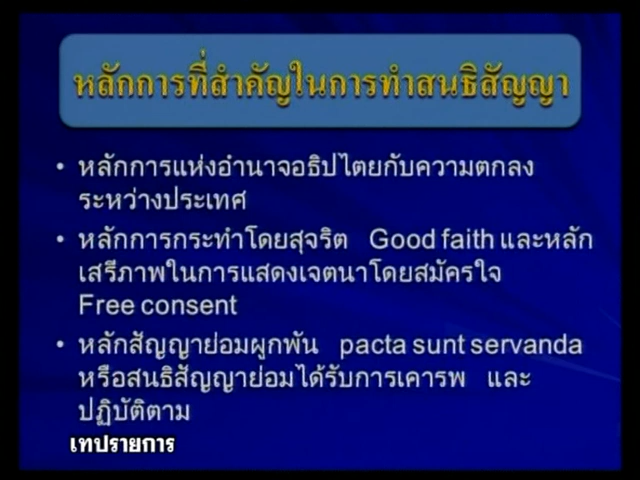 หลักการที่สำคัญในการทำสนธิสัญญา
• หลักการแห่งอำนาจอธิปไตยกับความตกลง
ระหว่างประเทศ
• หลักการกระทำโดยสุจริต Good faith และหลัก
เสรีภาพในการแสดงเจตนาโดยสมัครใจ
Free consent
• หลักสัญญาย่อมผูกพัน pacta sunt servanda
หรือสนธิสัญญาย่อมได้รับการเคารพ และ
ปฏิบัติตาม
เทปรายการ